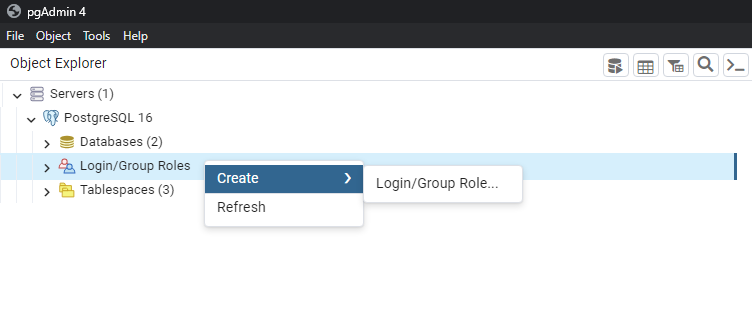 pgAdmin 4
File Object Tools Help
Object Explorer
Servers (1)
PostgreSQL 16
Databases (2)
Login/Group Roles
Create
Login/Group Role...
Tablespaces (3)
Refresh